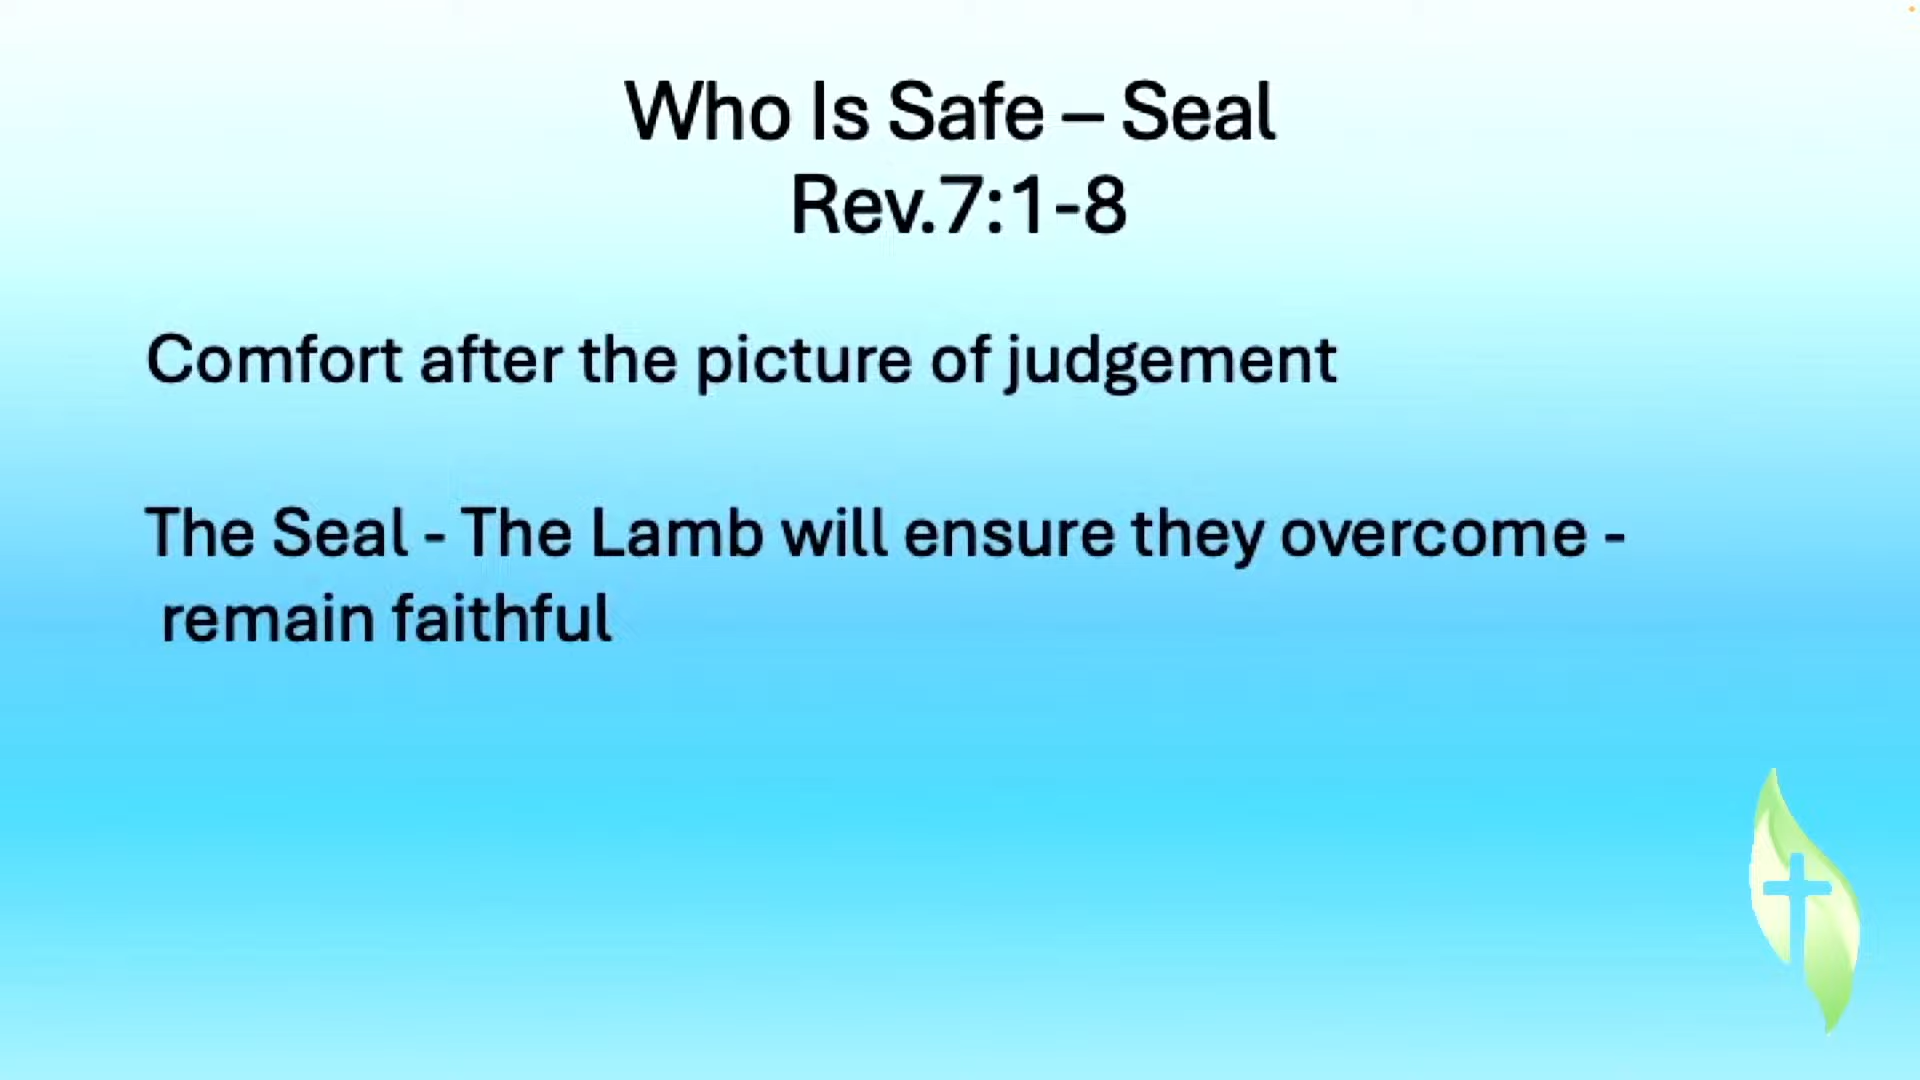 Who Is Safe – Seal
Rev.7:1-8
Comfort after the picture of judgement
The Seal - The Lamb will ensure they overcome -
remain faithful